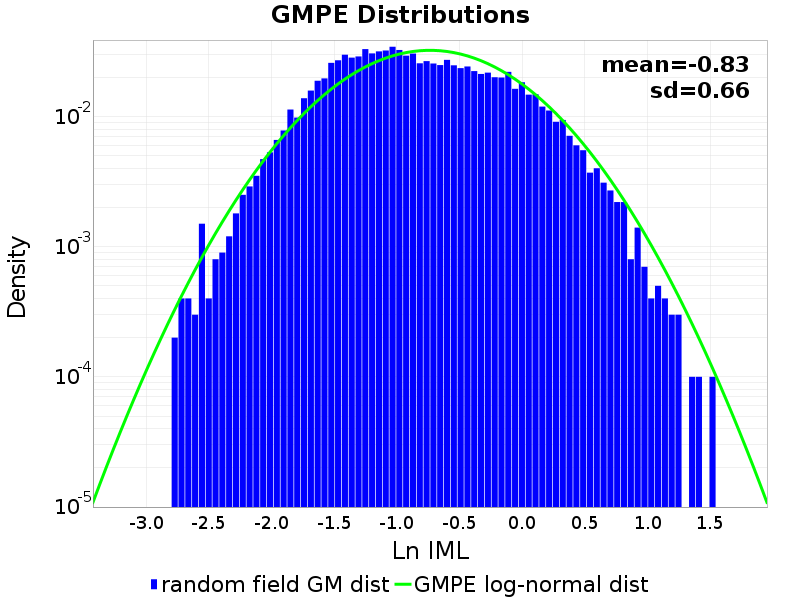 GMPE Distributions
mean=-0.83
sd=0.66
10-2
10-3
10-4
10-5
Density
-3.0 -2.5 -2.0 -1.5 -1.0 -0.5 0.0 0.5 1.0 1.5
Ln IML
random field GM dist GMPE log-normal dist